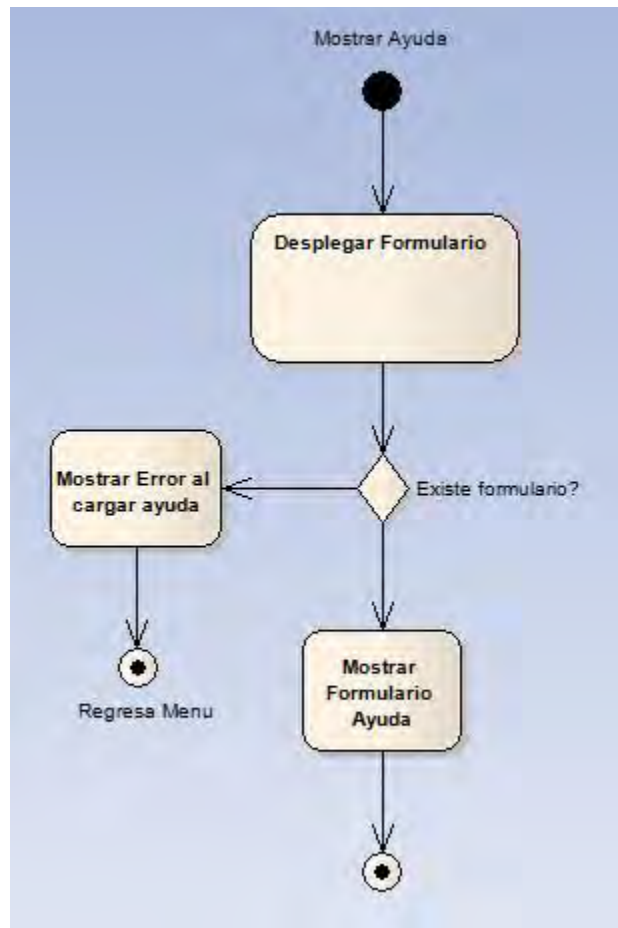 Mostrar Ayuda
Desplegar Formulario
Mostrar Error al
cargar ayuda
Existe formulario?
Regresa Menu
Mostrar
Formulario
Ayuda